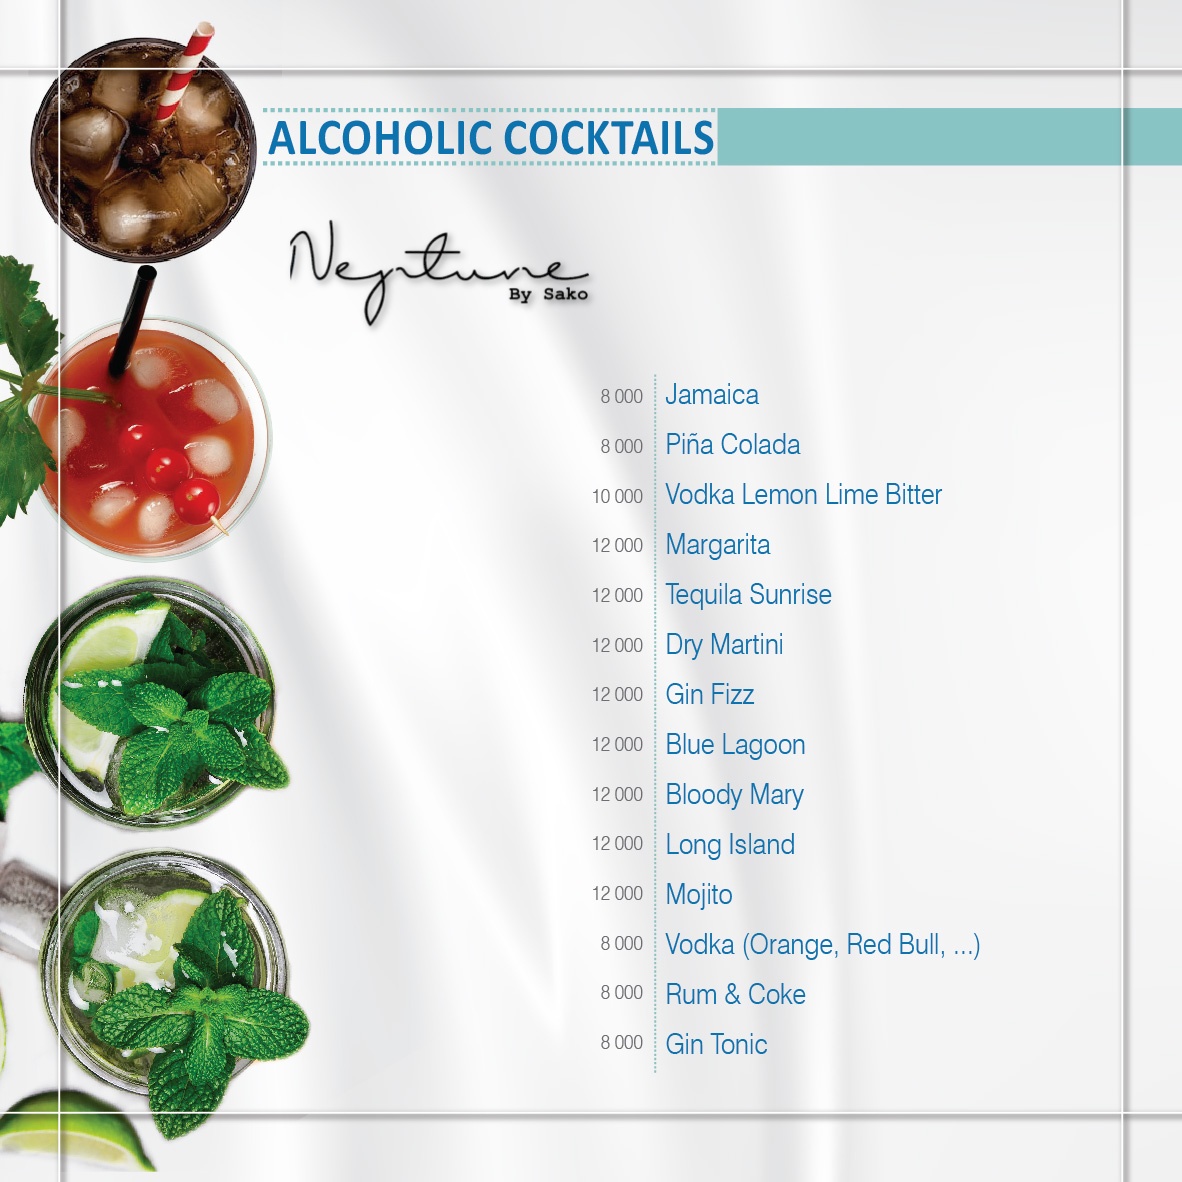 ALCOHOLIC COCKTAILS
Neptune
By Sako
8 000 Jamaica
8 000 Piña Colada
10 000 Vodka Lemon Lime Bitter
12 000 Margarita
12 000 Tequila Sunrise
12 000 Dry Martini
12 000 Gin Fizz
12 000 Blue Lagoon
12 000 Bloody Mary
12 000 Long Island
12 000 Mojito
8 000 Vodka (Orange, Red Bull, ...)
8 000 Rum & Coke
8 000 Gin Tonic